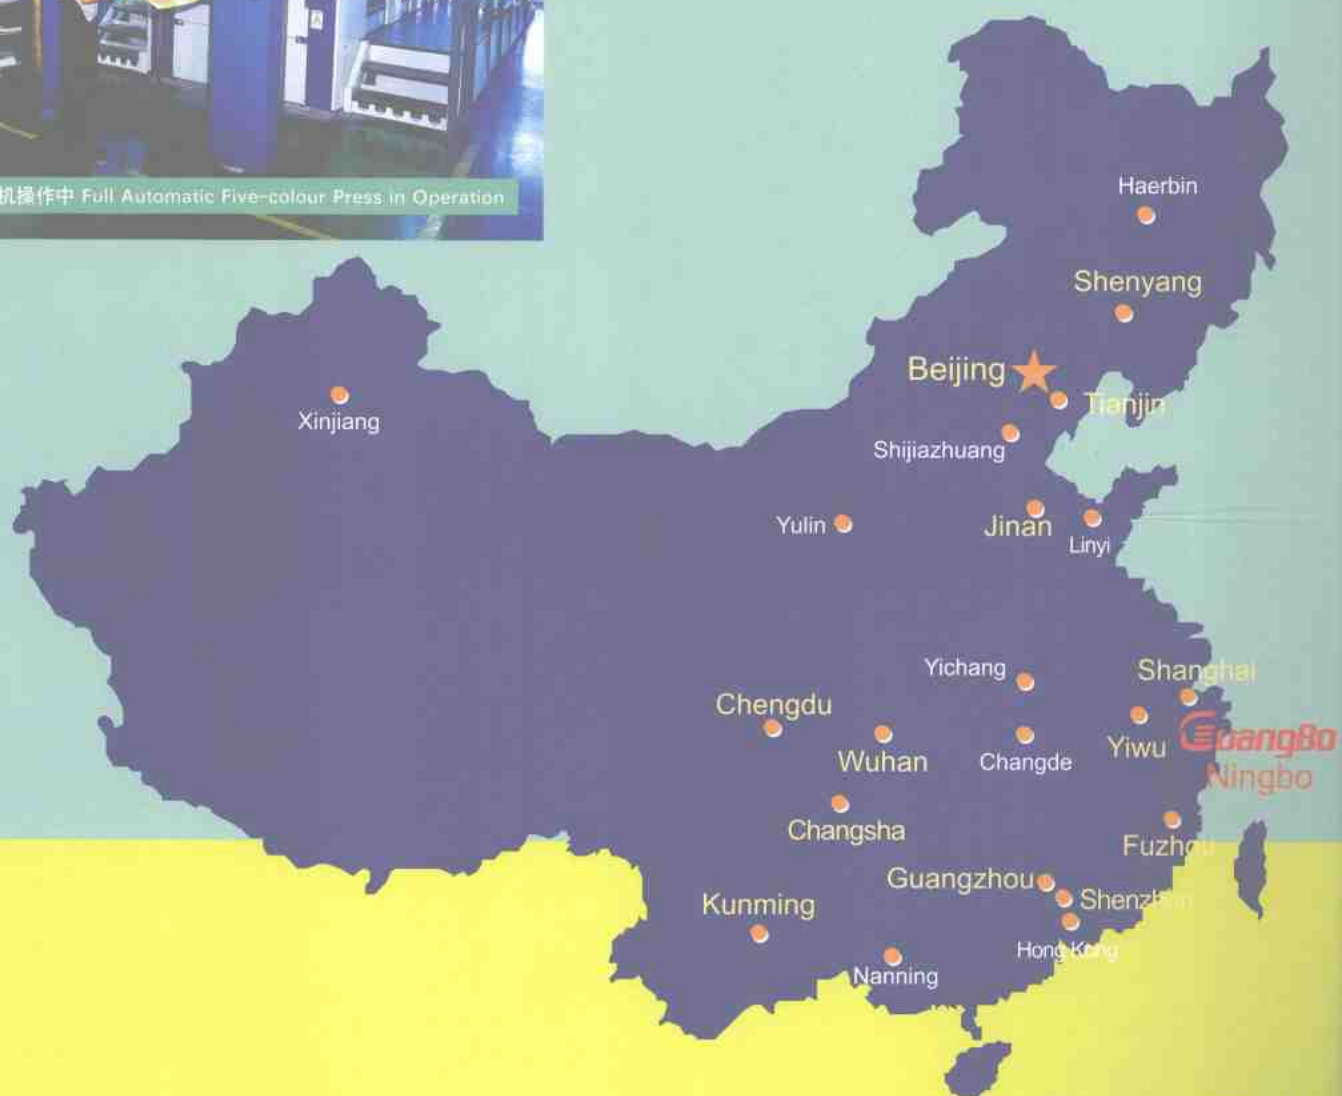 机操作中 Full Automatic Five-colour Press in Operation
Haerbin
Shenyang
Beijing
Tianjin
Xinjiang
Shijiazhuang
Yulin
Jinan
Linyi
Yichang
Shanghai
Chengdu
Wuhan
Changde
Yiwu
GuangBo
Ningbo
Changsha
Fuzhou
Guangzhou
Shenzhen
Kunming
Hong Kong
Nanning